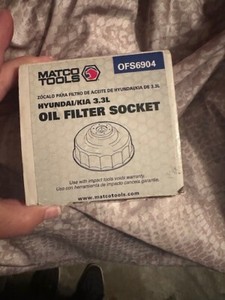 MATCO
TOOLS
OFS6904
ZÓCALO PARA FILTRO DE ACEITE DE HYUNDAI/KIA DE 3.3L
HYUNDAI/KIA 3.3L
OIL FILTER SOCKET
Use with impact tools voids warranty.
Uso con herramienta de impacto cancela garantía.
www.matcotools.com